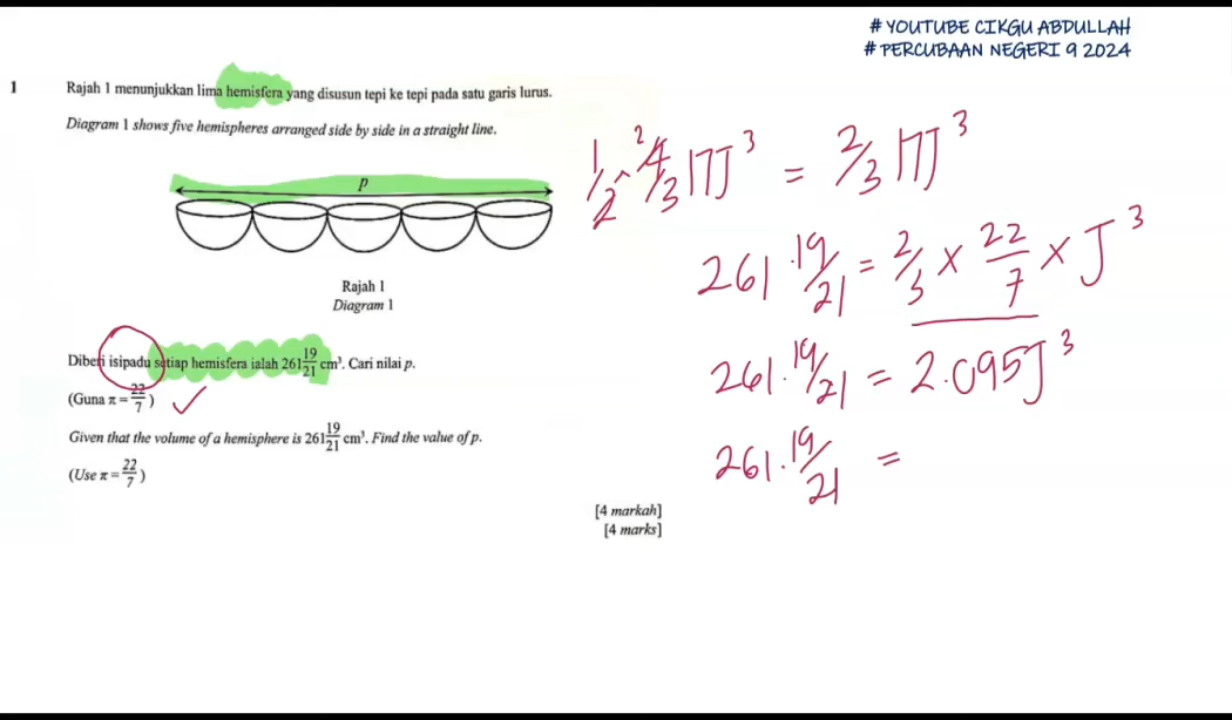 # YOUTUBE CIKGU ABDULLAH
# PERCUBAAN NEGERI 9 2024
1 Rajah 1 menunjukkan lima hemisfera yang disusun tepi ke tepi pada satu garis lurus.
Diagram 1 shows five hemispheres arranged side by side in a straight line.
p
Rajah 1
Diagram 1
Diberi isipadu setiap hemisfera ialah 261 19/21 cm³. Cari nilai p.
(Guna π = 22/7)
Given that the volume of a hemisphere is 261 19/21 cm³. Find the value of p.
(Use π = 22/7)
[4 markah]
[4 marks]
1/2 × 2 4/3 πJ³ = 2/3 πJ³
261 · 19/21 = 2/3 × 22/7 × J³
261 · 19/21 = 2.095J³
261 · 19/21 =